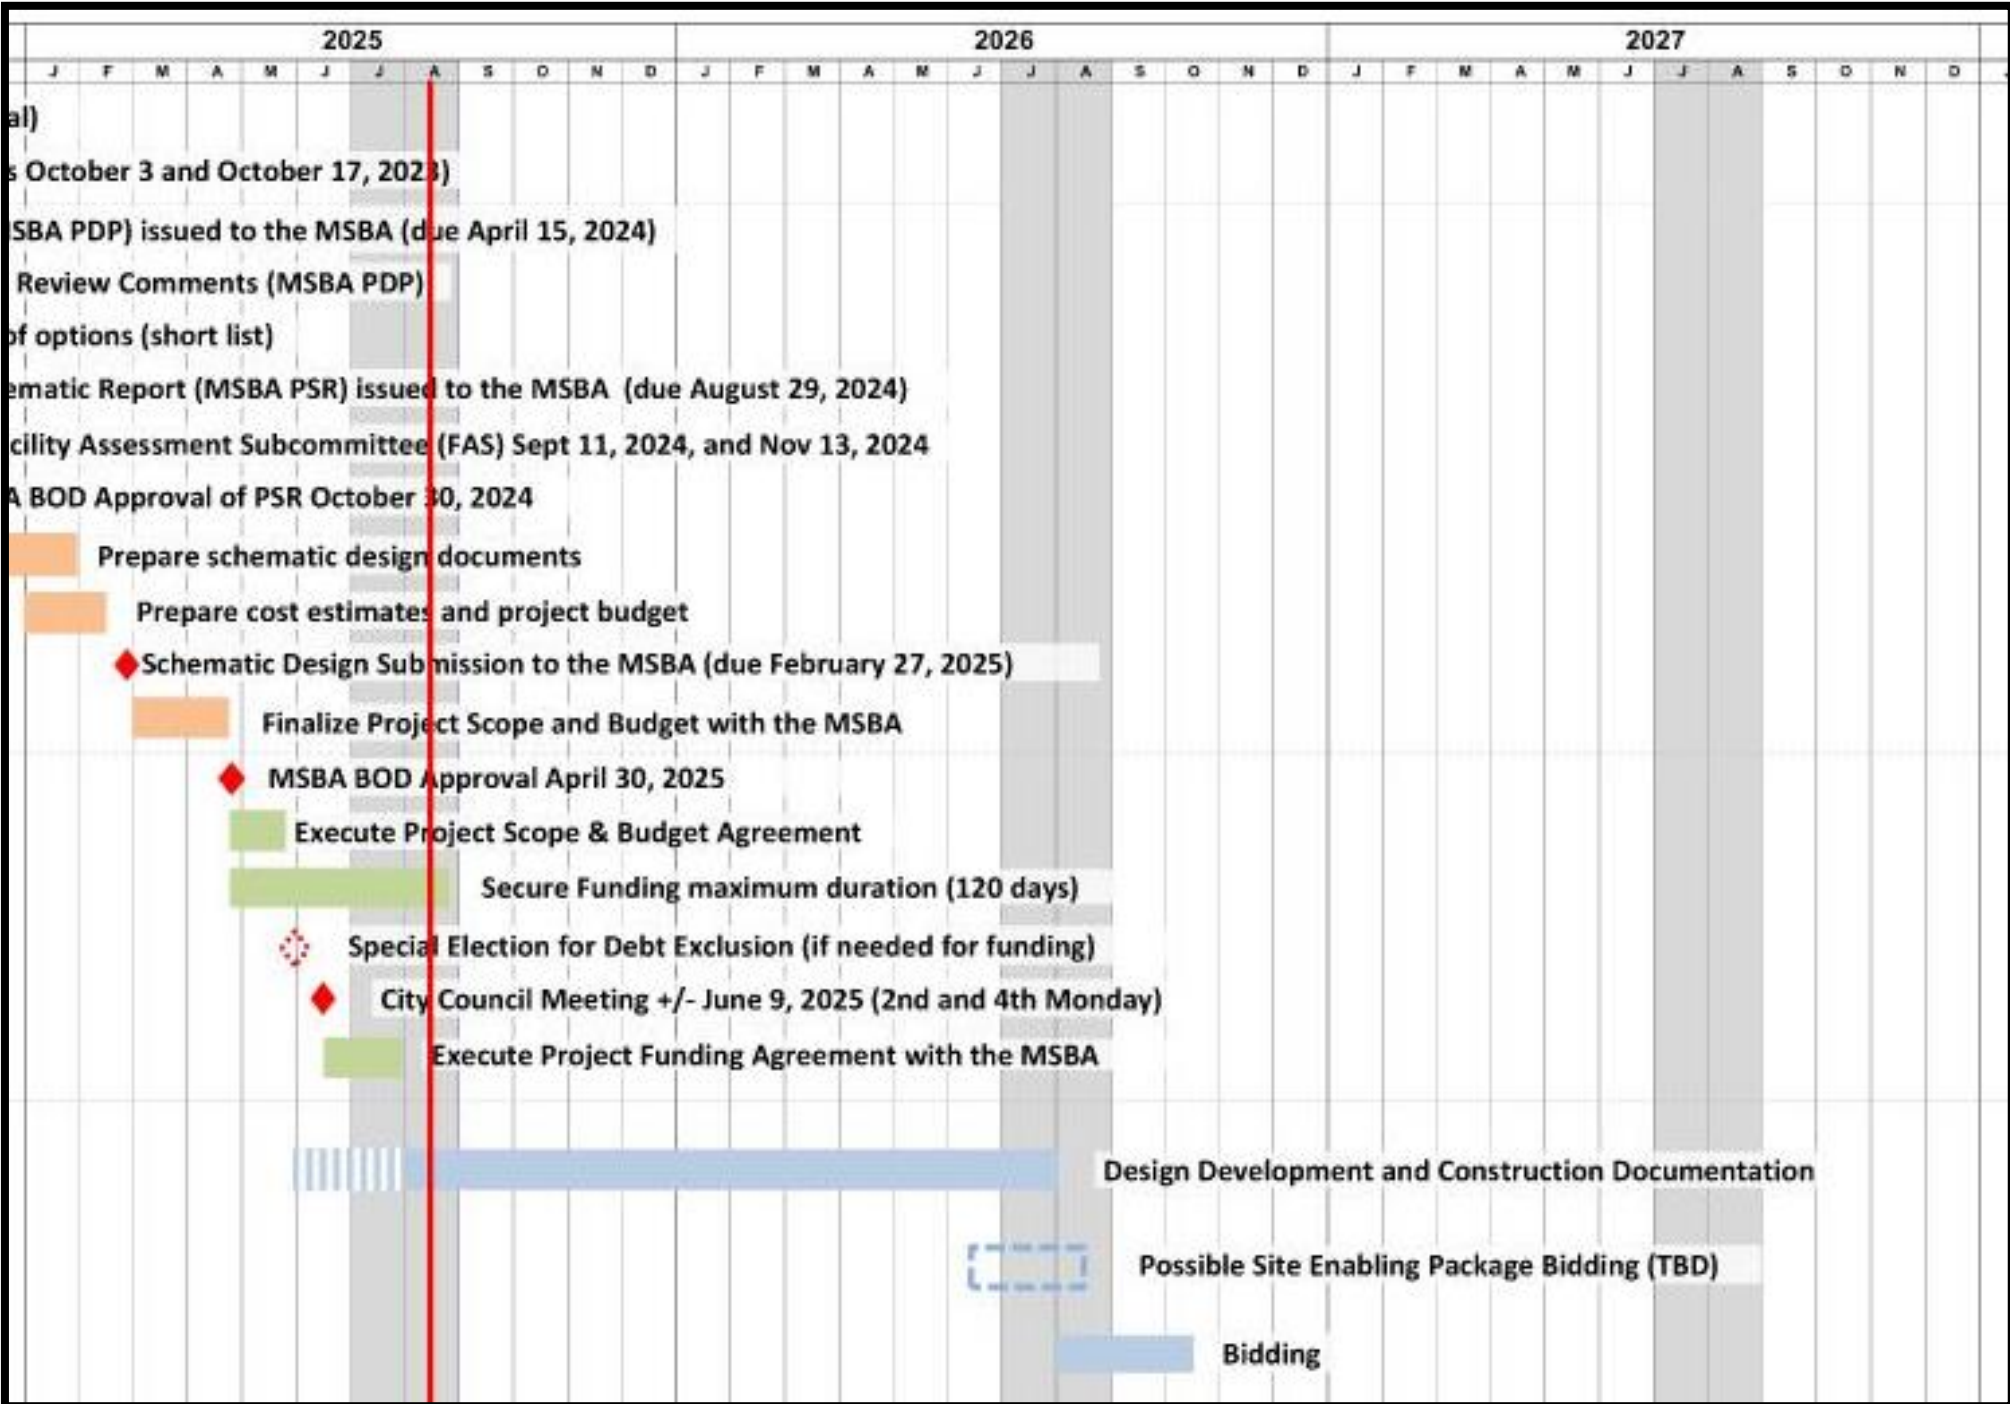 2025 2026 2027
J F M A M J J A S O N D J F M A M J J A S O N D J F M A M J J A S O N D
al)
s October 3 and October 17, 2023)
SBA PDP) issued to the MSBA (due April 15, 2024)
Review Comments (MSBA PDP)
of options (short list)
ematic Report (MSBA PSR) issued to the MSBA (due August 29, 2024)
cility Assessment Subcommittee (FAS) Sept 11, 2024, and Nov 13, 2024
A BOD Approval of PSR October 30, 2024
Prepare schematic design documents
Prepare cost estimates and project budget
Schematic Design Submission to the MSBA (due February 27, 2025)
Finalize Project Scope and Budget with the MSBA
MSBA BOD Approval April 30, 2025
Execute Project Scope & Budget Agreement
Secure Funding maximum duration (120 days)
Special Election for Debt Exclusion (if needed for funding)
City Council Meeting +/- June 9, 2025 (2nd and 4th Monday)
Execute Project Funding Agreement with the MSBA
Design Development and Construction Documentation
Possible Site Enabling Package Bidding (TBD)
Bidding